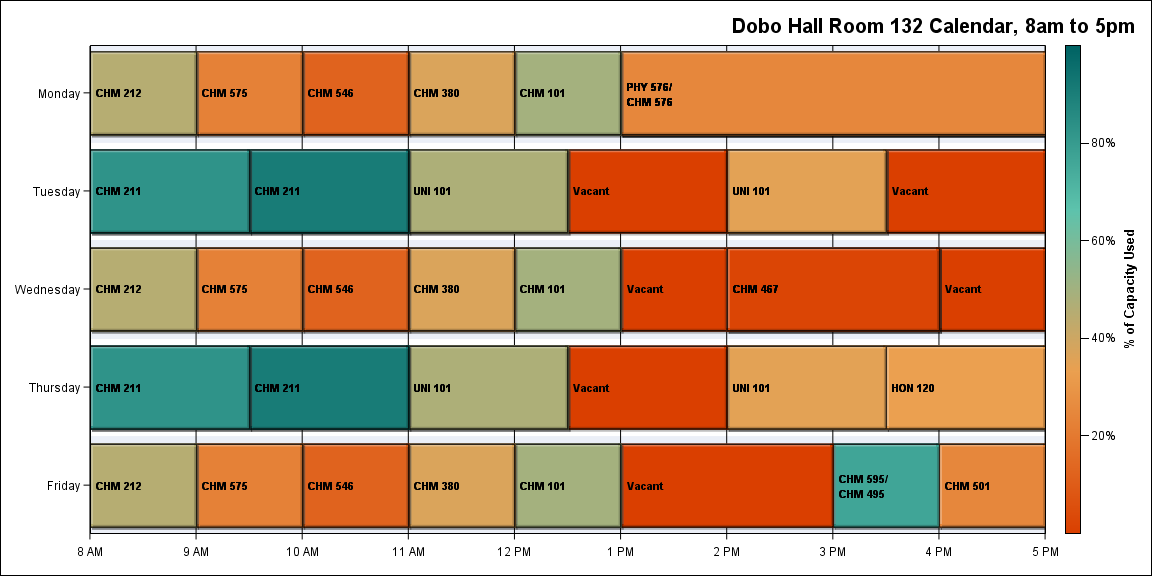 Dobo Hall Room 132 Calendar, 8am to 5pm
Monday
CHM 212
CHM 575
CHM 546
CHM 380
CHM 101
PHY 576/
CHM 576
Tuesday
CHM 211
CHM 211
UNI 101
Vacant
UNI 101
Vacant
Wednesday
CHM 212
CHM 575
CHM 546
CHM 380
CHM 101
Vacant
CHM 467
Vacant
Thursday
CHM 211
CHM 211
UNI 101
Vacant
UNI 101
HON 120
Friday
CHM 212
CHM 575
CHM 546
CHM 380
CHM 101
Vacant
CHM 595/
CHM 495
CHM 501
8 AM
9 AM
10 AM
11 AM
12 PM
1 PM
2 PM
3 PM
4 PM
5 PM
80%
60%
40%
20%
% of Capacity Used